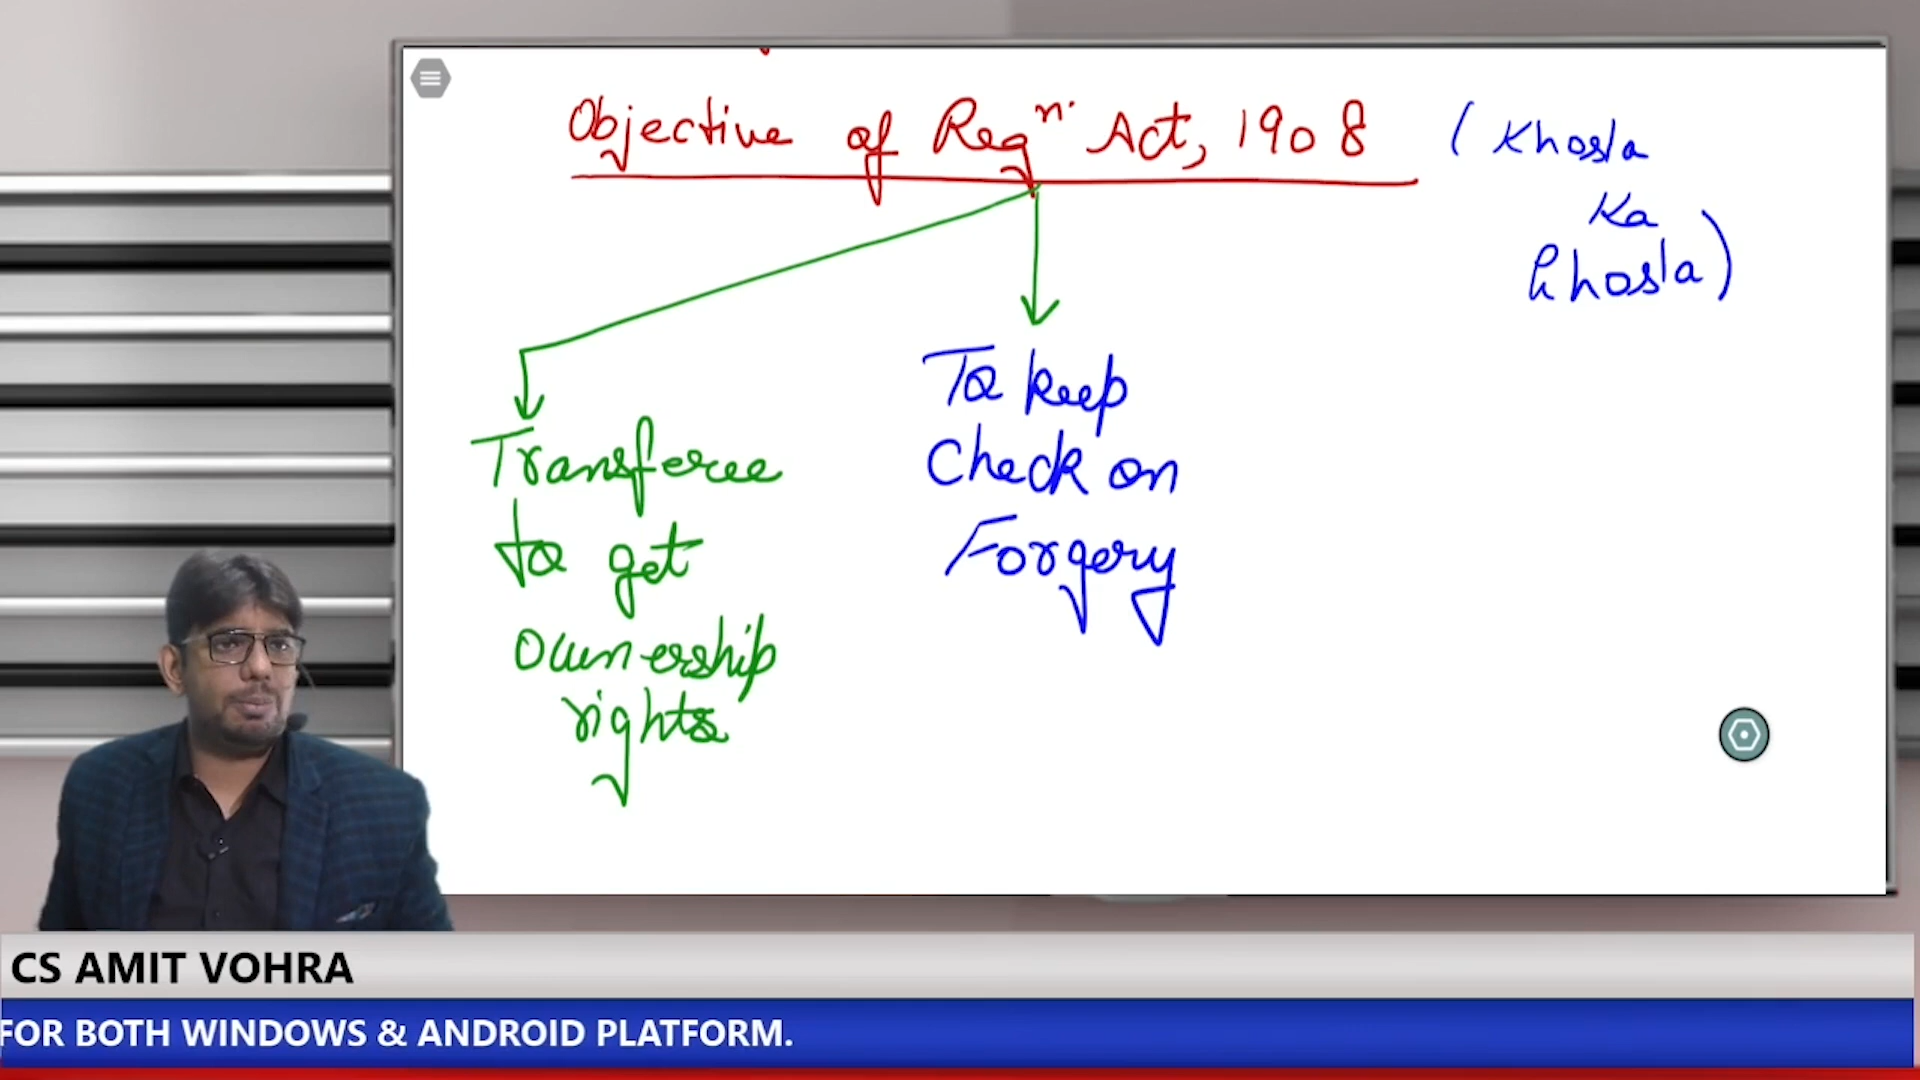 Objective of Regn. Act, 1908 (Khosla
Ka
Ghosla)
Transferee
to get
Ownership
rights
To keep
Check on
Forgery
CS AMIT VOHRA
FOR BOTH WINDOWS & ANDROID PLATFORM.